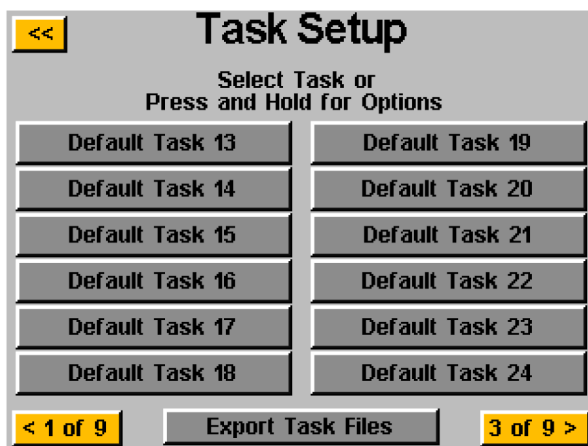 <<
Task Setup
Select Task or
Press and Hold for Options
Default Task 13
Default Task 14
Default Task 15
Default Task 16
Default Task 17
Default Task 18
Default Task 19
Default Task 20
Default Task 21
Default Task 22
Default Task 23
Default Task 24
< 1 of 9
Export Task Files
3 of 9 >